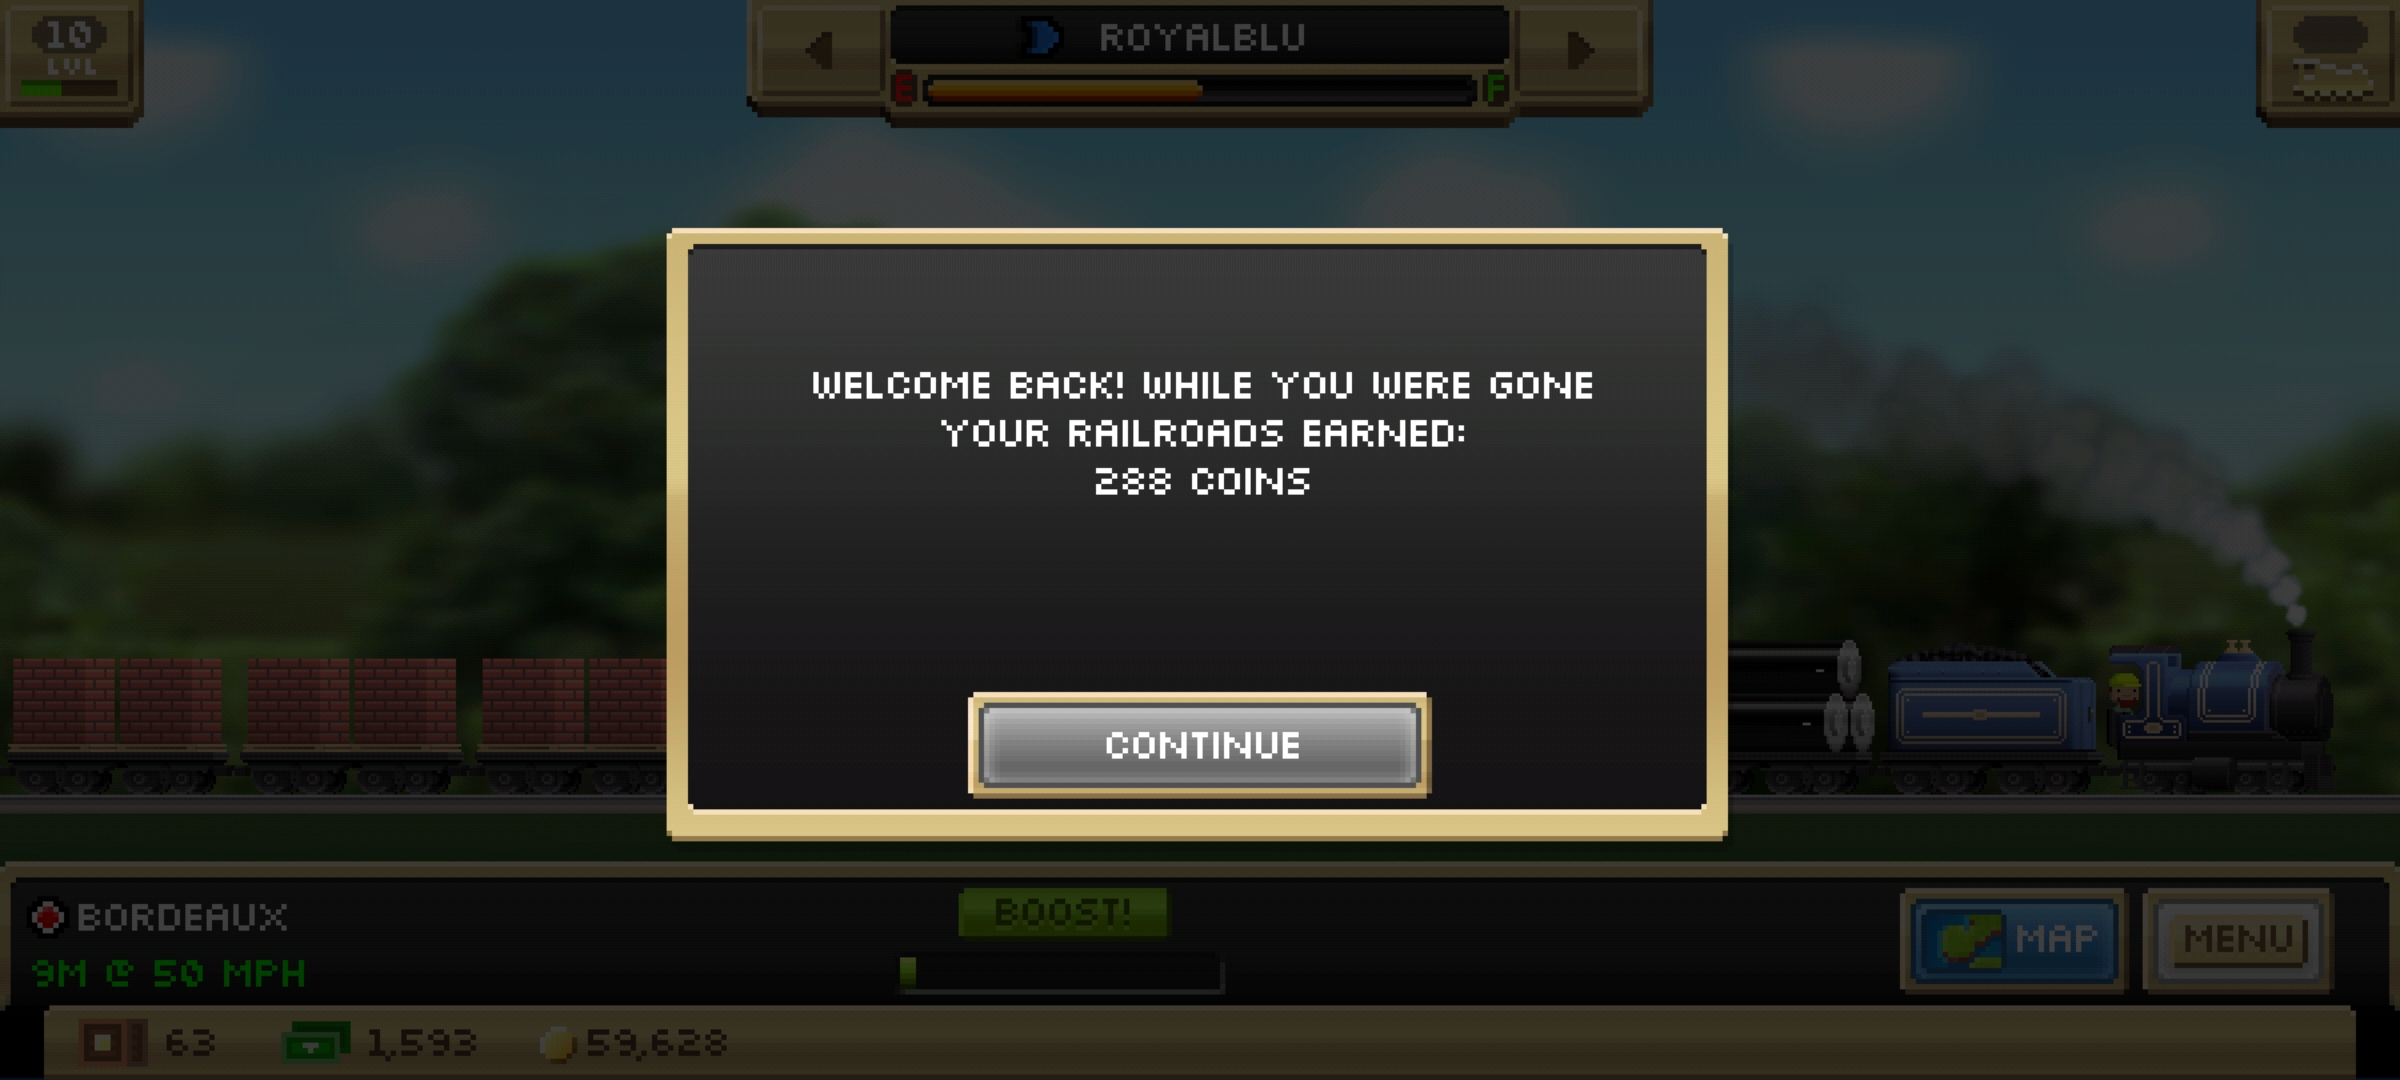 10
LVL
ROYALBLU
E F
WELCOME BACK! WHILE YOU WERE GONE
YOUR RAILROADS EARNED:
288 COINS
CONTINUE
BORDEAUX
9M @ 50 MPH
BOOST!
MAP
MENU
63 1,593 59,628